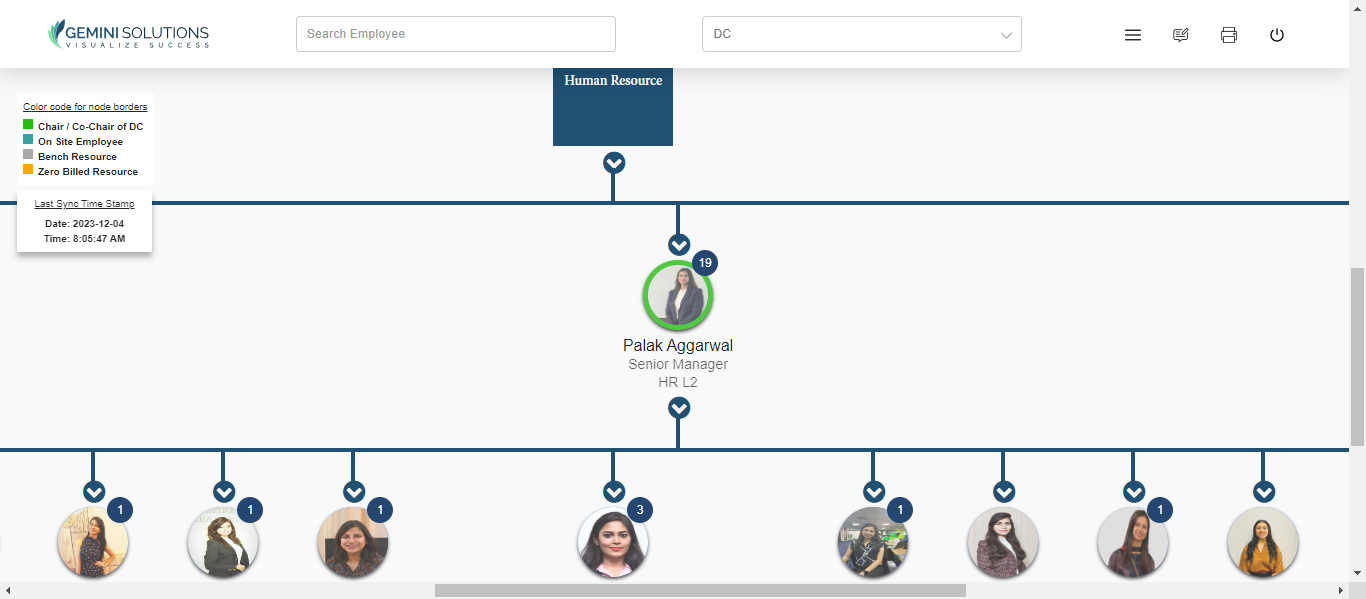 GEMINI SOLUTIONS
VISUALIZE SUCCESS
Search Employee
DC
Human Resource
Color code for node borders
Chair / Co-Chair of DC
On Site Employee
Bench Resource
Zero Billed Resource
Last Sync Time Stamp
Date: 2023-12-04
Time: 8:05:47 AM
19
Palak Aggarwal
Senior Manager
HR L2
1
1
1
3
1
1